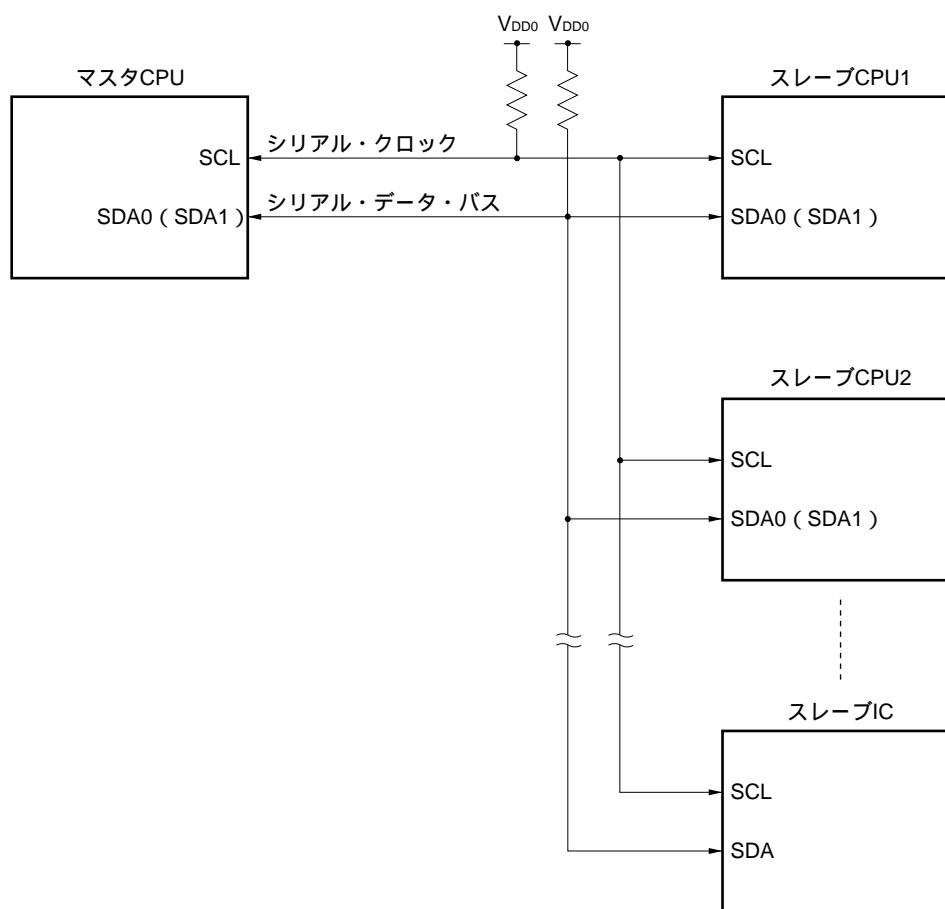 VDD0 VDD0
マスタCPU
スレーブCPU1
SCL
シリアル・クロック
SCL
SDA0（SDA1）
シリアル・データ・バス
SDA0（SDA1）
スレーブCPU2
SCL
SDA0（SDA1）
スレーブIC
SCL
SDA